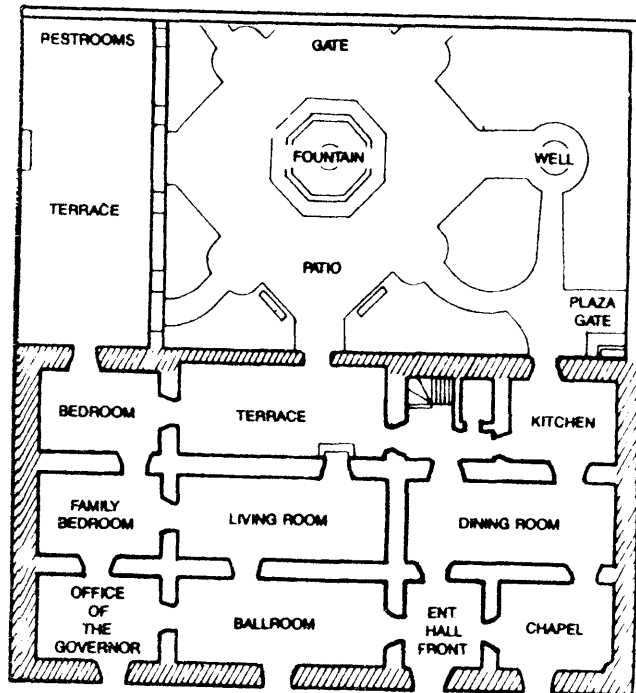 RESTROOMS
GATE
FOUNTAIN
WELL
TERRACE
PATIO
PLAZA
GATE
BEDROOM
TERRACE
KITCHEN
FAMILY
BEDROOM
LIVING ROOM
DINING ROOM
OFFICE
OF
THE
GOVERNOR
BALLROOM
ENT.
HALL
FRONT
CHAPEL